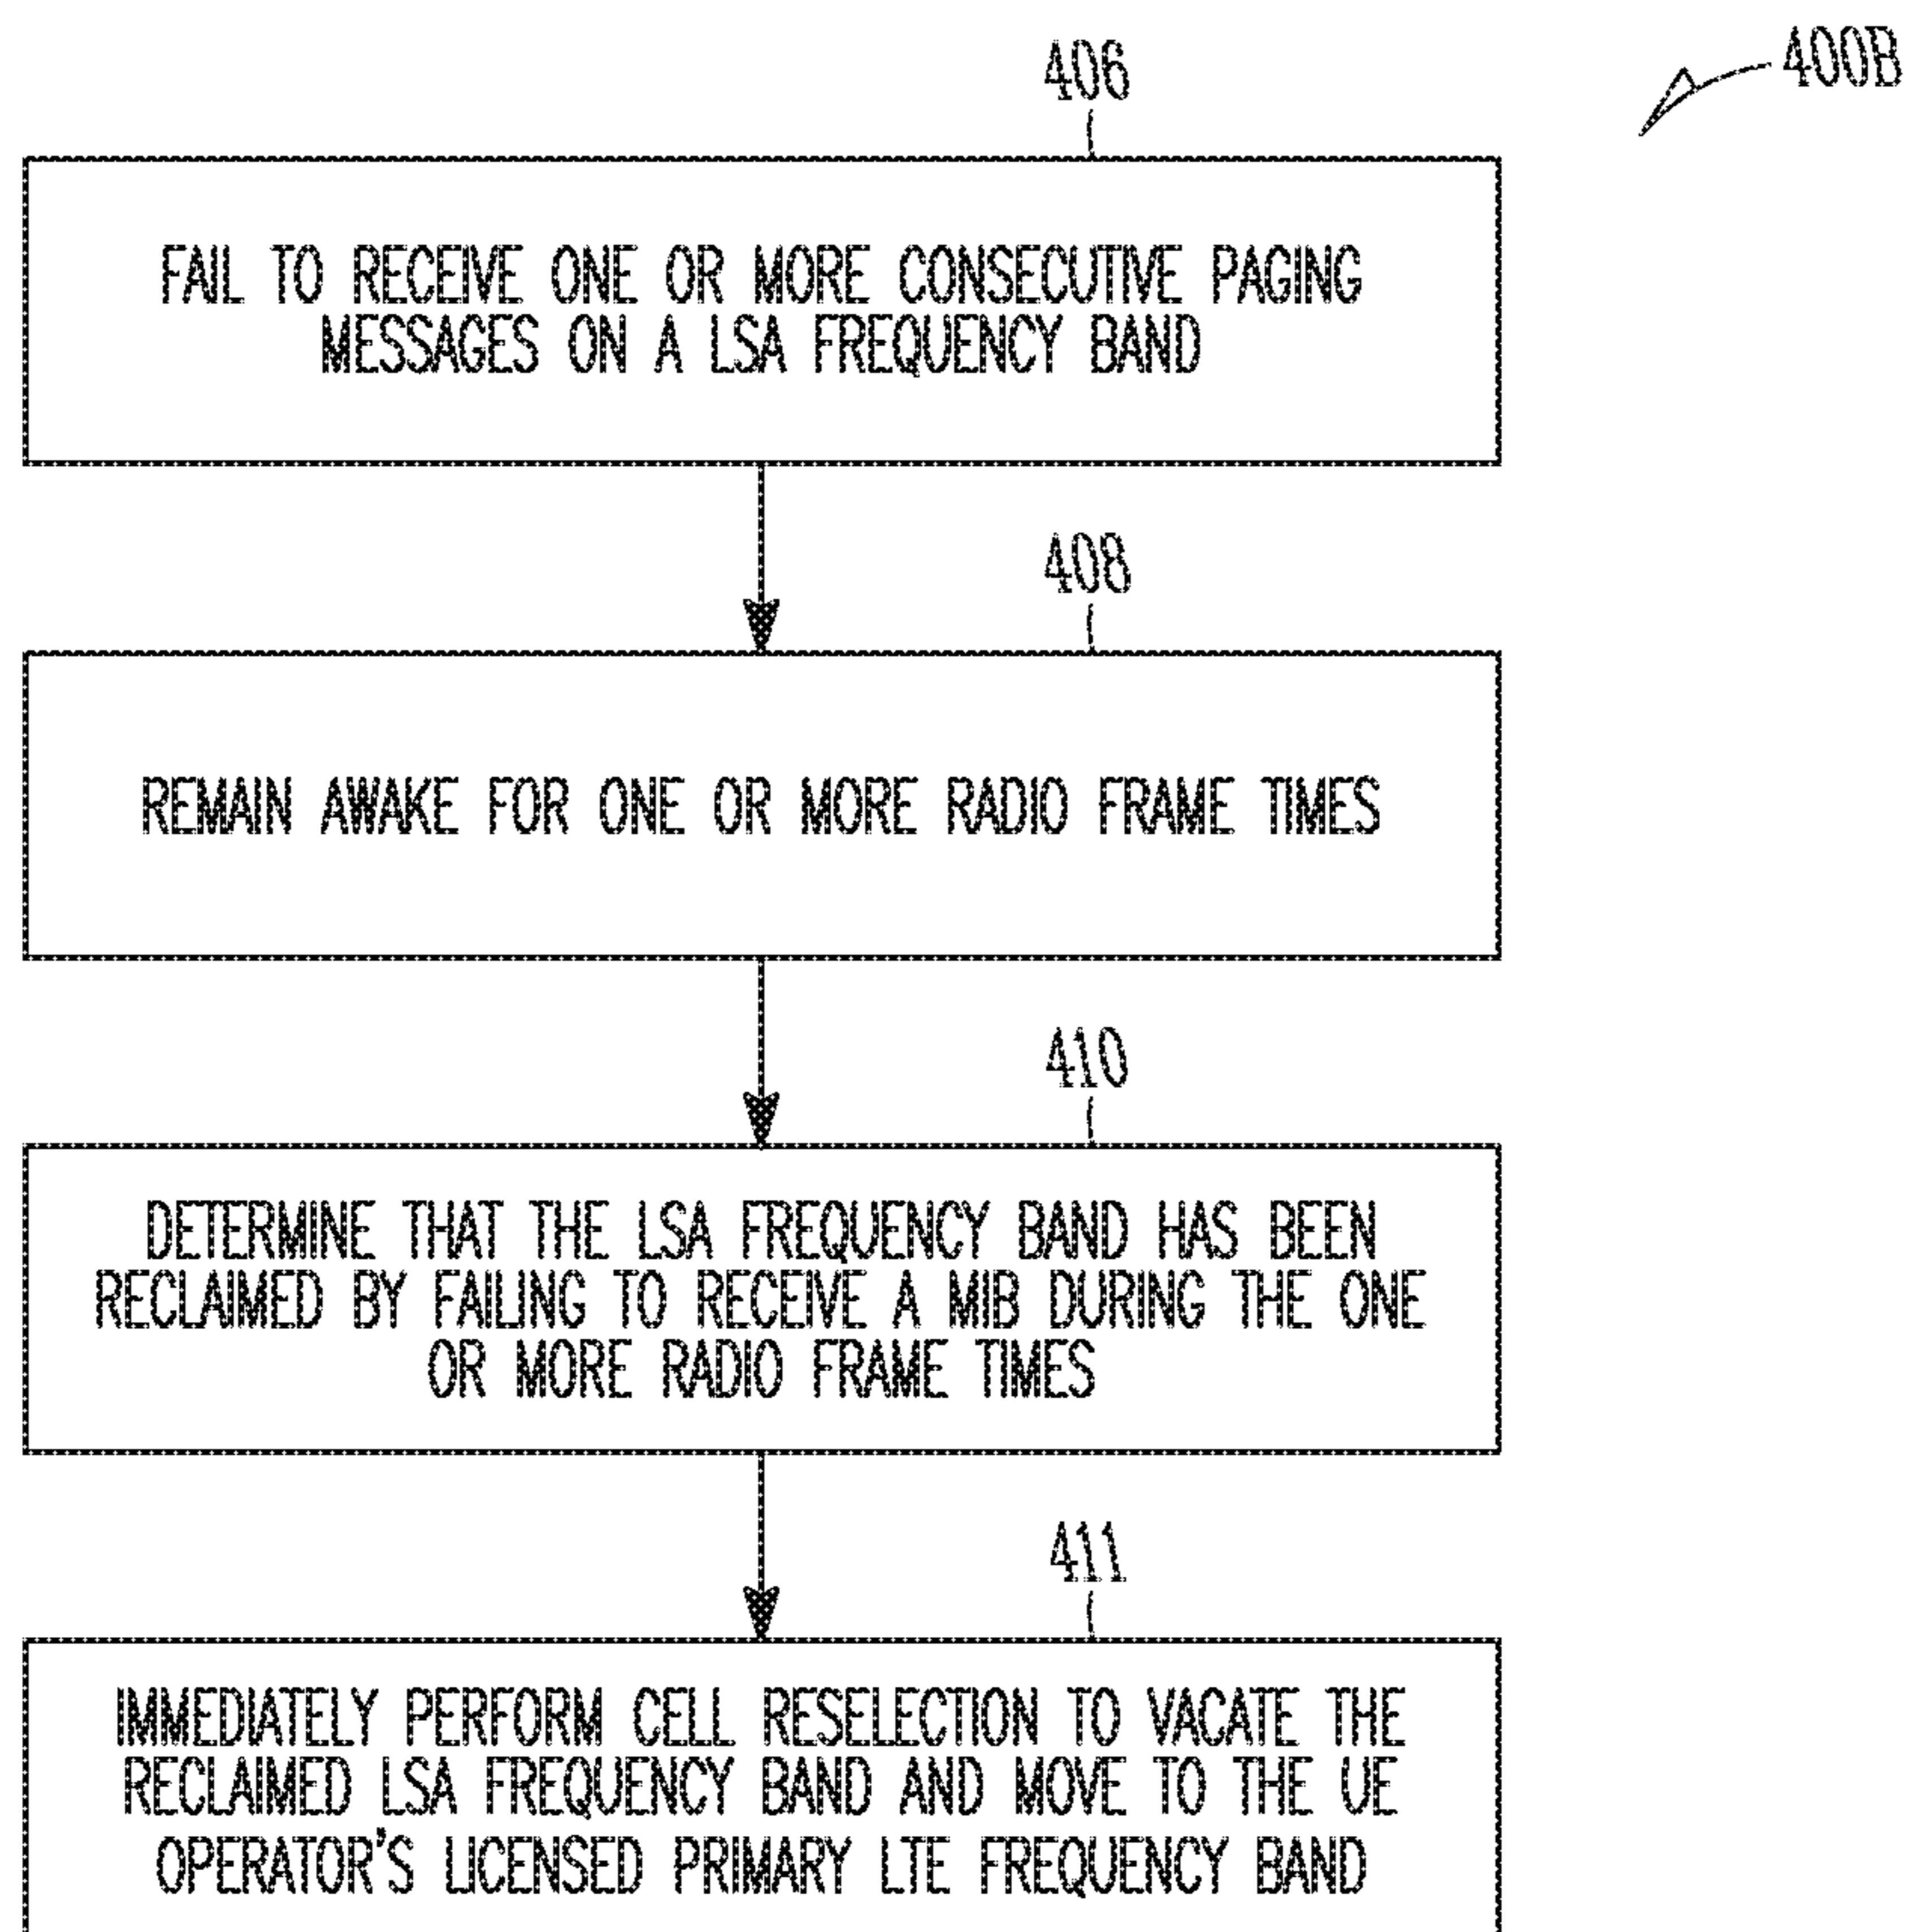 400B
406
FAIL TO RECEIVE ONE OR MORE CONSECUTIVE PAGING
MESSAGES ON A LSA FREQUENCY BAND
408
REMAIN AWAKE FOR ONE OR MORE RADIO FRAME TIMES
410
DETERMINE THAT THE LSA FREQUENCY BAND HAS BEEN
RECLAIMED BY FAILING TO RECEIVE A MIB DURING THE ONE
OR MORE RADIO FRAME TIMES
411
IMMEDIATELY PERFORM CELL RESELECTION TO VACATE THE
RECLAIMED LSA FREQUENCY BAND AND MOVE TO THE UE
OPERATOR'S LICENSED PRIMARY LTE FREQUENCY BAND